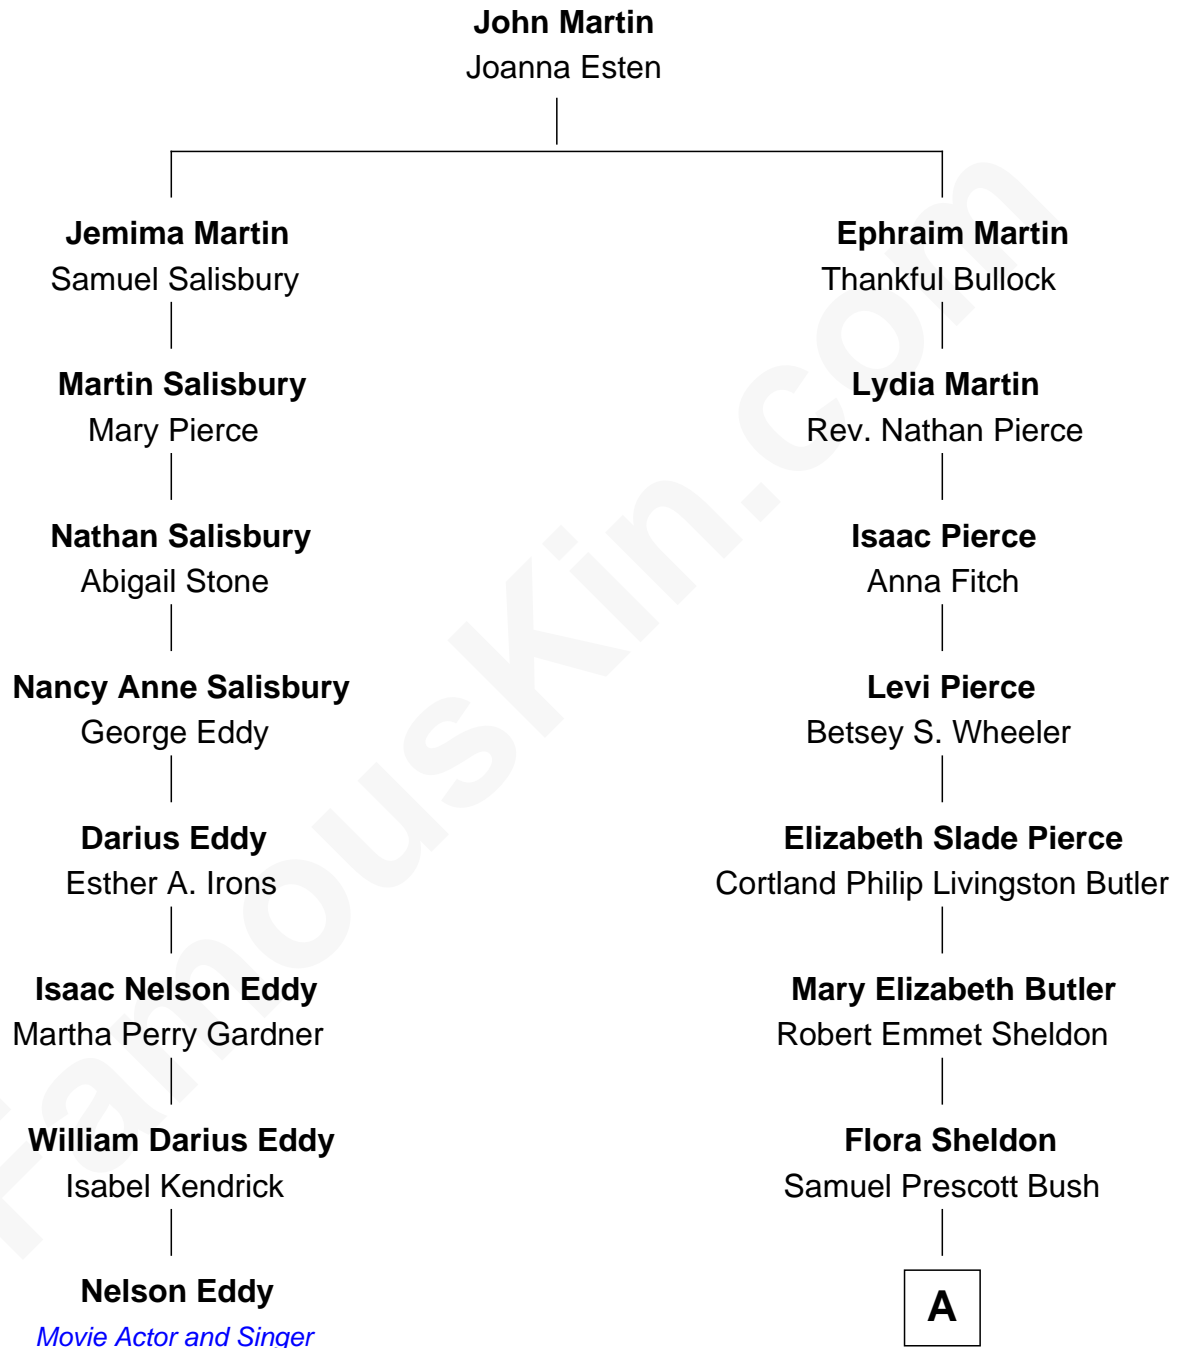 John Martin
Joanna Esten
Jemima Martin
Samuel Salisbury
Ephraim Martin
Thankful Bullock
Martin Salisbury
Mary Pierce
Lydia Martin
Rev. Nathan Pierce
Nathan Salisbury
Abigail Stone
Isaac Pierce
Anna Fitch
Nancy Anne Salisbury
George Eddy
Levi Pierce
Betsey S. Wheeler
Darius Eddy
Esther A. Irons
Elizabeth Slade Pierce
Cortland Philip Livingston Butler
Isaac Nelson Eddy
Martha Perry Gardner
Mary Elizabeth Butler
Robert Emmet Sheldon
William Darius Eddy
Isabel Kendrick
Flora Sheldon
Samuel Prescott Bush
Nelson Eddy
Movie Actor and Singer
A
FamousKin.com